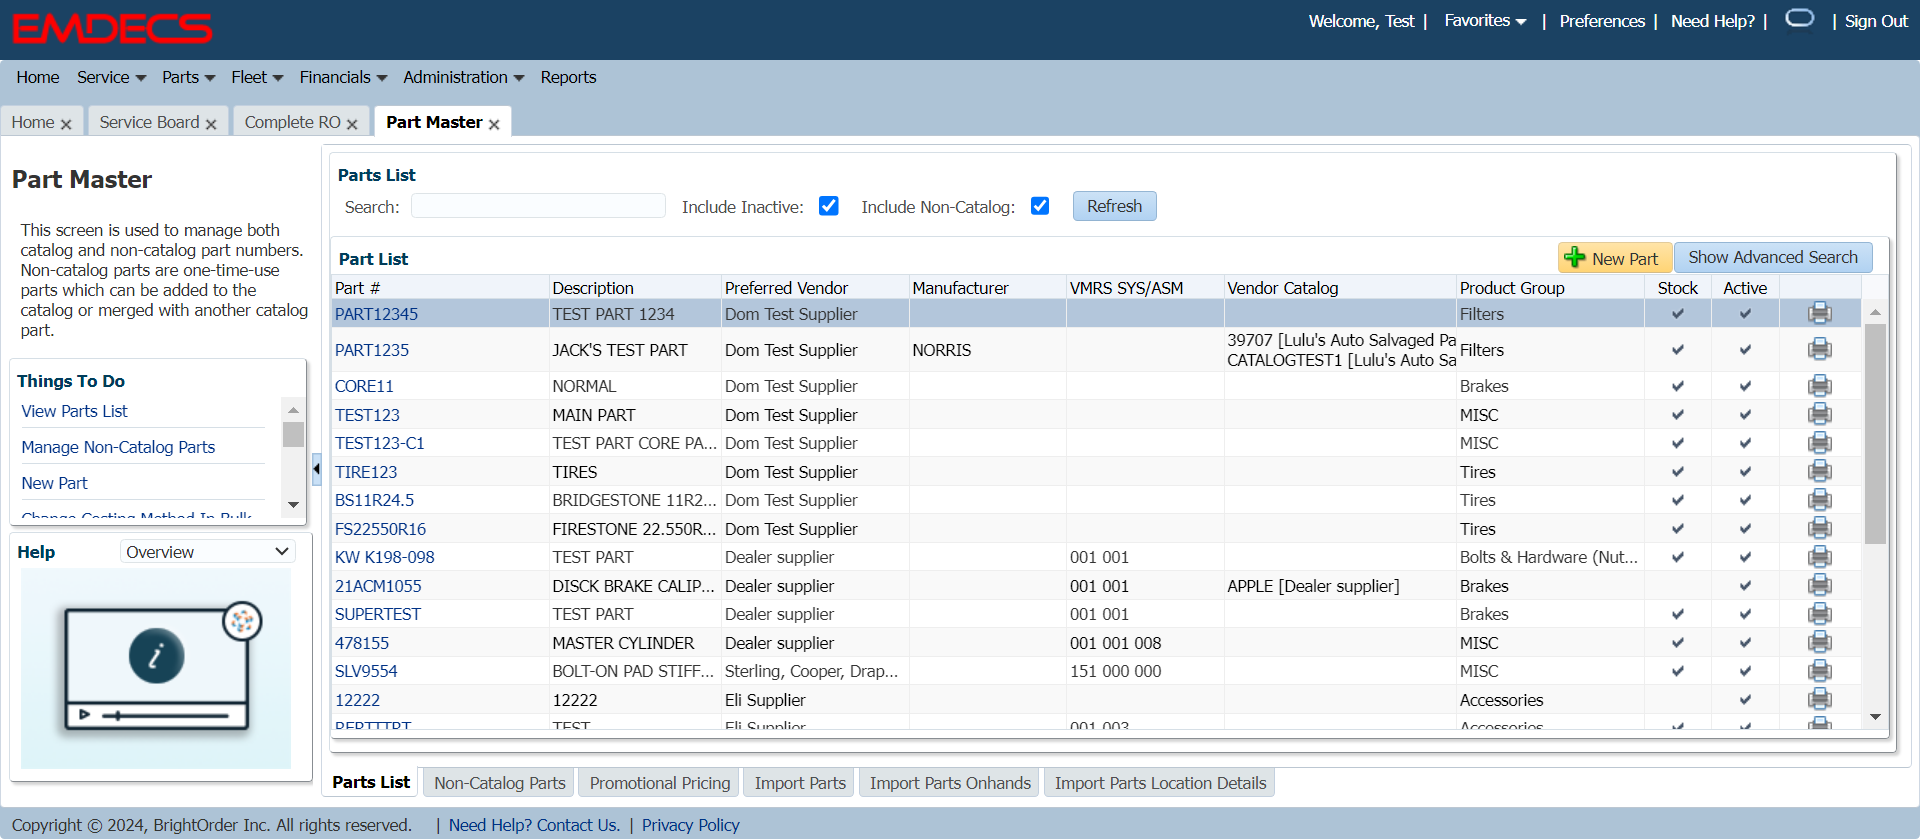 EMDECS
Welcome, Test | Favorites | Preferences | Need Help? | | Sign Out
Home Service Parts Fleet Financials Administration Reports
Home Service Board Complete RO Part Master
Part Master
This screen is used to manage both
catalog and non-catalog part numbers.
Non-catalog parts are one-time-use
parts which can be added to the
catalog or merged with another catalog
part.
Things To Do
View Parts List
Manage Non-Catalog Parts
New Part
Change Costing Method In Bulk
Help Overview
Parts List
Search: Include Inactive: Include Non-Catalog: Refresh
Part List New Part Show Advanced Search
Part # Description Preferred Vendor Manufacturer VMRS SYS/ASM Vendor Catalog Product Group Stock Active
PART12345 TEST PART 1234 Dom Test Supplier Filters
PART1235 JACK'S TEST PART Dom Test Supplier NORRIS 39707 [Lulu's Auto Salvaged Pa Filters
CATALOGTEST1 [Lulu's Auto Sa
CORE11 NORMAL Dom Test Supplier Brakes
TEST123 MAIN PART Dom Test Supplier MISC
TEST123-C1 TEST PART CORE PA... Dom Test Supplier MISC
TIRE123 TIRES Dom Test Supplier Tires
BS11R24.5 BRIDGESTONE 11R2... Dom Test Supplier Tires
FS22550R16 FIRESTONE 22.550R... Dom Test Supplier Tires
KW K198-098 TEST PART Dealer supplier 001 001 Bolts & Hardware (Nut...
21ACM1055 DISCK BRAKE CALIP... Dealer supplier 001 001 APPLE [Dealer supplier] Brakes
SUPERTEST TEST PART Dealer supplier 001 001 Brakes
478155 MASTER CYLINDER Dealer supplier 001 001 008 MISC
SLV9554 BOLT-ON PAD STIFF... Sterling, Cooper, Drap... 151 000 000 MISC
12222 12222 Eli Supplier Accessories
TEST Eli Supplier 001 003 Accessories
Parts List Non-Catalog Parts Promotional Pricing Import Parts Import Parts Onhands Import Parts Location Details
Copyright © 2024, BrightOrder Inc. All rights reserved. | Need Help? Contact Us. | Privacy Policy